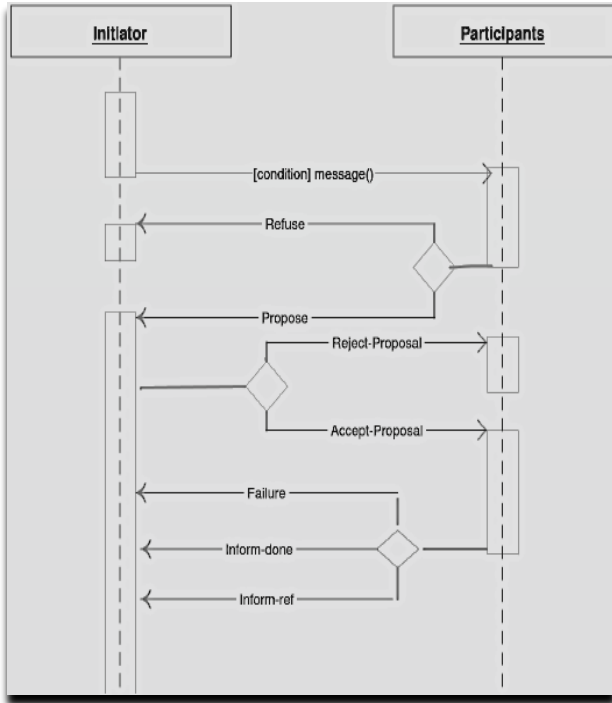 Initiator
Participants
[condition] message()
Refuse
Propose
Reject-Proposal
Accept-Proposal
Failure
Inform-done
Inform-ref